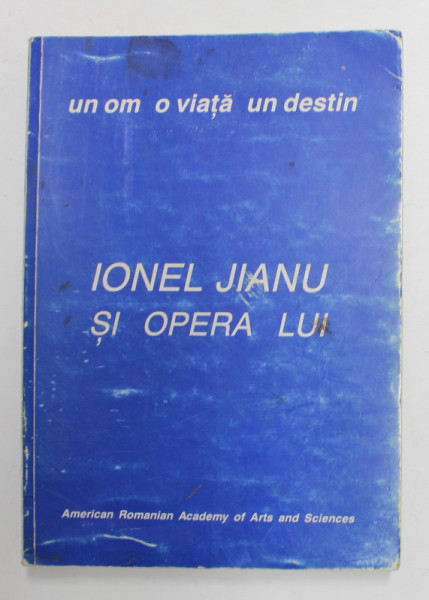 un om o viață un destin
IONEL JIANU
ȘI OPERA LUI
American Romanian Academy of Arts and Sciences